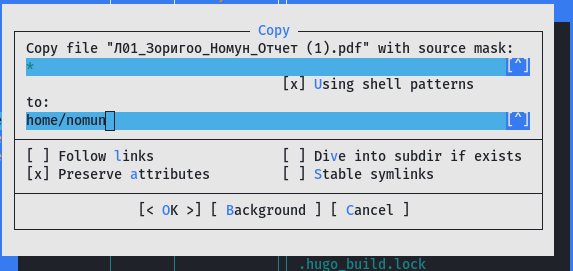 Copy
Copy file "Л01_Зоригоо_Номун_Отчет (1).pdf" with source mask:
* [^]
[x] Using shell patterns
to:
home/nomun [^]
[ ] Follow links [ ] Dive into subdir if exists
[x] Preserve attributes [ ] Stable symlinks
[< OK >] [ Background ] [ Cancel ]
.hugo_build.lock